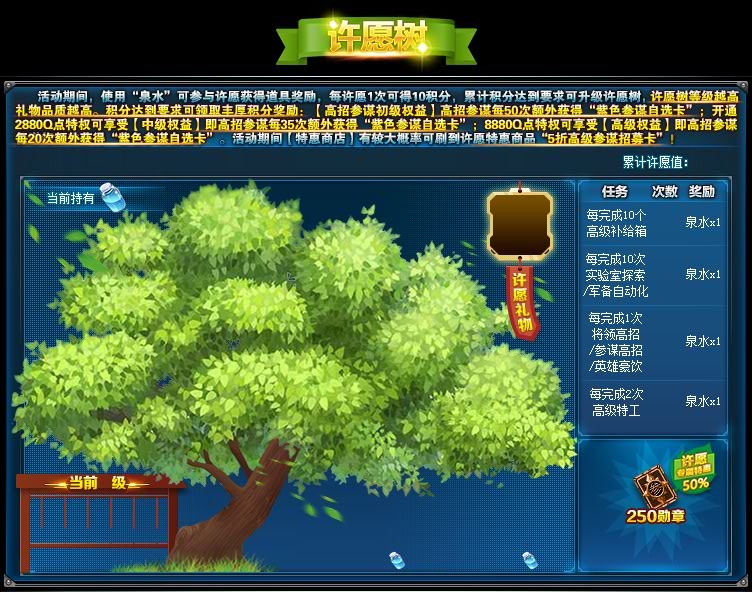 许愿树
活动期间，使用“泉水”可参与许愿获得道具奖励，每许愿1次可得10积分，累计积分达到要求可升级许愿树，许愿树等级越高
礼物品质越高。积分达到要求可领取丰厚积分奖励：【高招参谋初级权益】高招参谋每50次额外获得“紫色参谋自选卡”；开通
2880Q点特权可享受【中级权益】即高招参谋每35次额外获得“紫色参谋自选卡”；8880Q点特权可享受【高级权益】即高招参谋
每20次额外获得“紫色参谋自选卡”。活动期间【特惠商店】有较大概率可刷到许愿特惠商品“5折高级参谋招募卡”！
累计许愿值：
当前持有
许愿礼物
任务 次数 奖励
每完成10个
高级补给箱
泉水x1
每完成10次
实验室探索
/军备自动化
泉水x1
每完成1次
将领高招
/参谋高招
/英雄豪饮
泉水x1
每完成2次
高级特工
泉水x1
当前 级
许愿
专属特惠
50%
250勋章